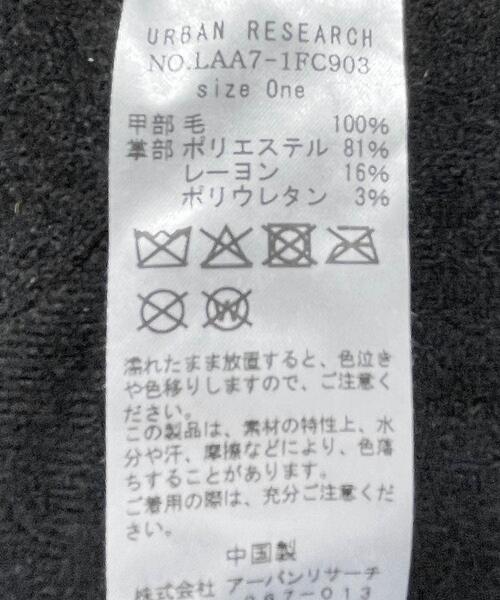 URBAN RESEARCH
NO.LAA7-1FC903
size One
甲部 毛 100%
掌部 ポリエステル 81%
レーヨン 16%
ポリウレタン 3%
W
濡れたまま放置すると、色泣き
や色移りしますので、ご注意く
ださい。
この製品は、素材の特性上、水
分や汗、摩擦などにより、色落
ちすることがあります。
ご着用の際は、充分ご注意くだ
さい。
中国製
株式会社 アーバンリサーチ